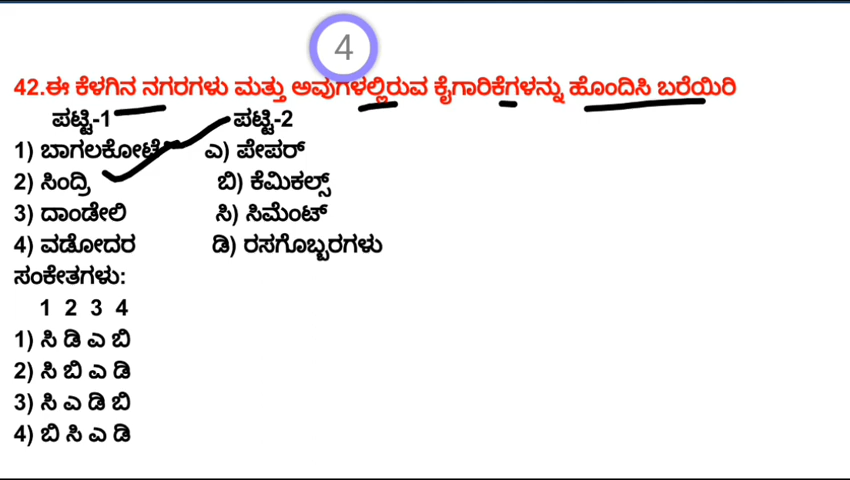 4
42.ಈ ಕೆಳಗಿನ ನಗರಗಳು ಮತ್ತು ಅವುಗಳಲ್ಲಿರುವ ಕೈಗಾರಿಕೆಗಳನ್ನು ಹೊಂದಿಸಿ ಬರೆಯಿರಿ
ಪಟ್ಟಿ-1 ಪಟ್ಟಿ-2
1) ಬಾಗಲಕೋಟೆ ಎ) ಪೇಪರ್
2) ಸಿಂದ್ರಿ ಬಿ) ಕೆಮಿಕಲ್ಸ್
3) ದಾಂಡೇಲಿ ಸಿ) ಸಿಮೆಂಟ್
4) ವಡೋದರ ಡಿ) ರಸಗೊಬ್ಬರಗಳು
ಸಂಕೇತಗಳು:
1 2 3 4
1) ಸಿ ಡಿ ಎ ಬಿ
2) ಸಿ ಬಿ ಎ ಡಿ
3) ಸಿ ಎ ಡಿ ಬಿ
4) ಬಿ ಸಿ ಎ ಡಿ